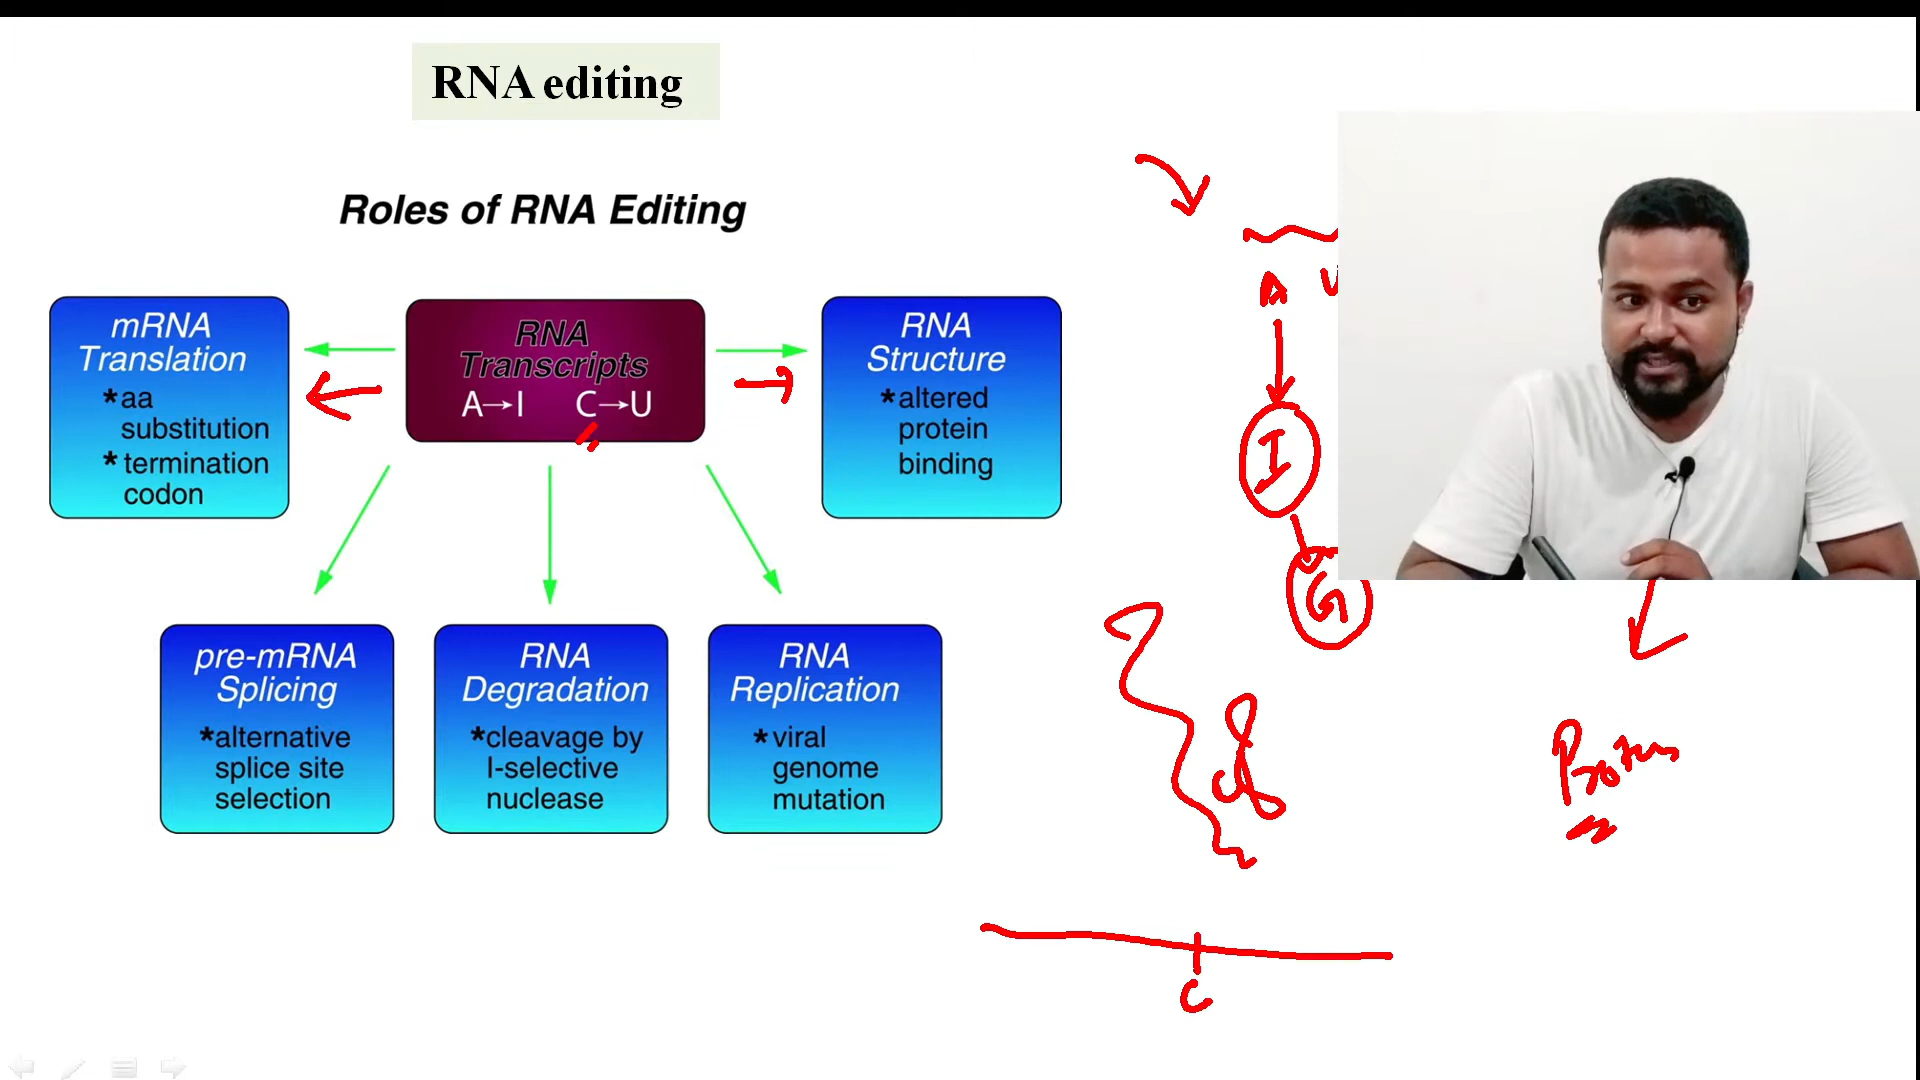 RNA editing
Roles of RNA Editing
mRNA
Translation
*aa
substitution
*termination
codon
RNA
Transcripts
A→I C→U
RNA
Structure
*altered
protein
binding
pre-mRNA
Splicing
*alternative
splice site
selection
RNA
Degradation
*cleavage by
I-selective
nuclease
RNA
Replication
*viral
genome
mutation
A
I
G
C